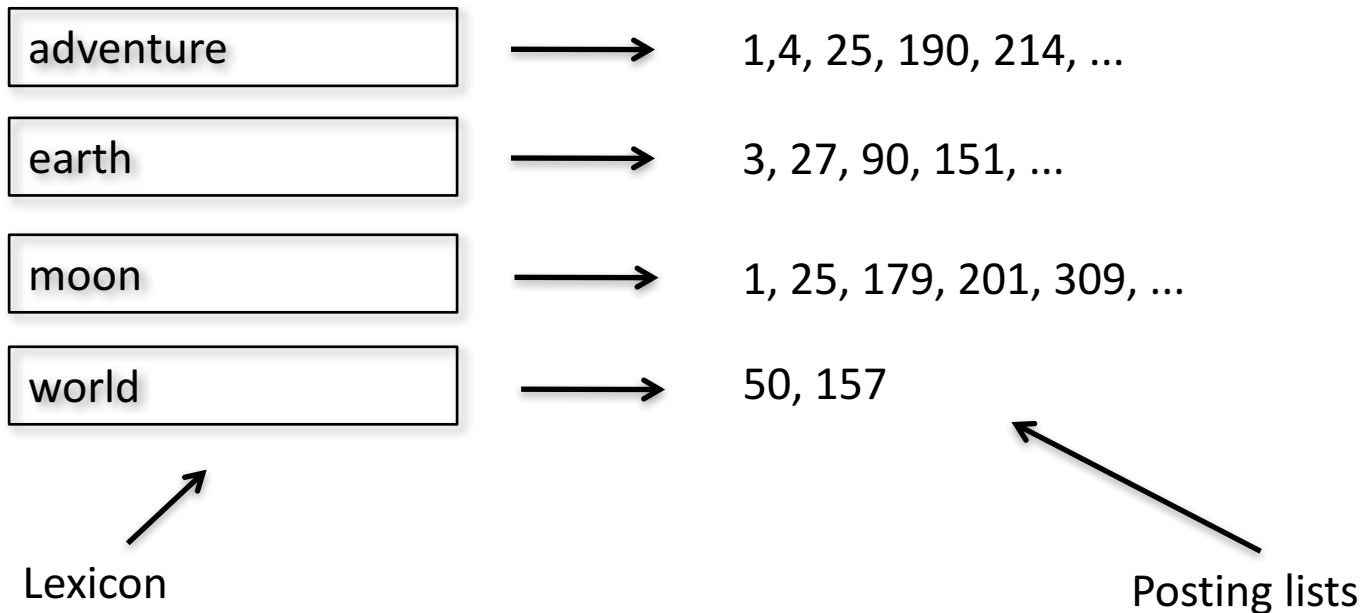 adventure 1,4, 25, 190, 214, ...
earth 3, 27, 90, 151, ...
moon 1, 25, 179, 201, 309, ...
world 50, 157
Lexicon Posting lists